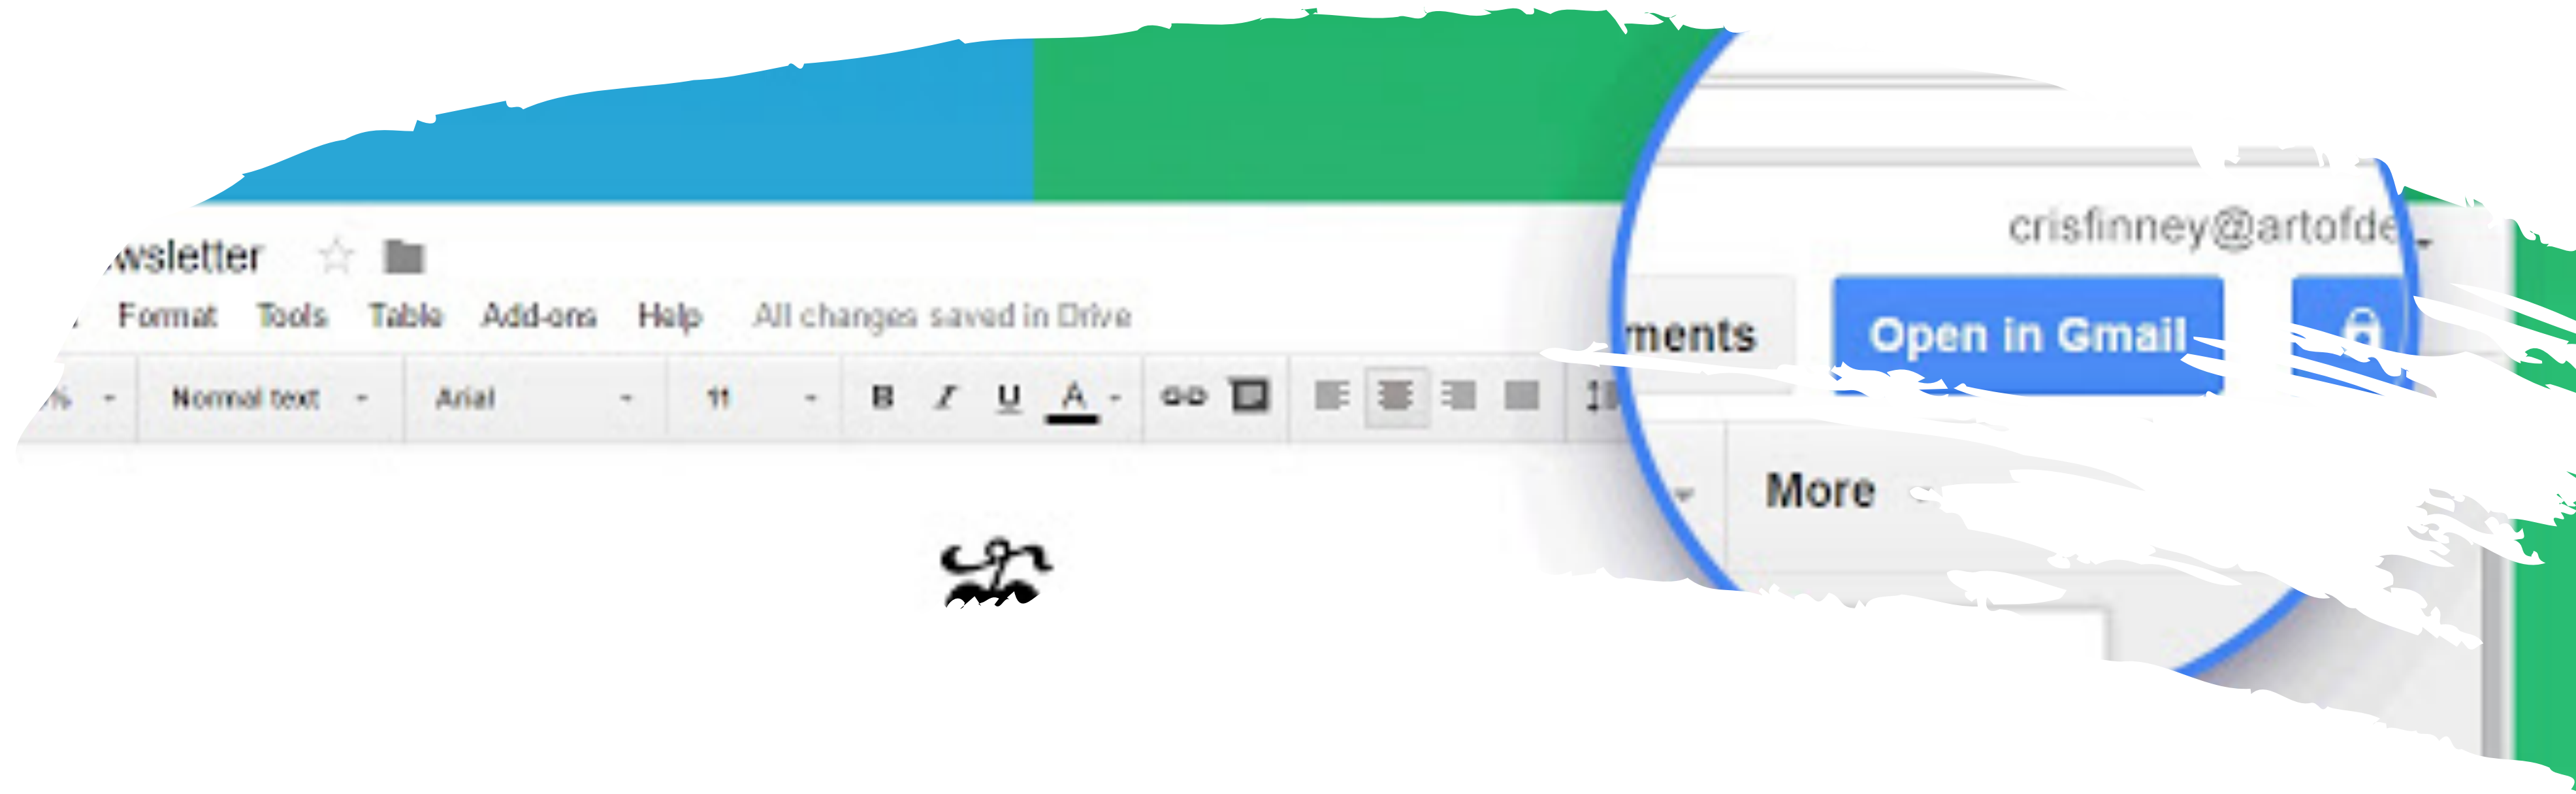 wsletter
Format Tools Table Add-ons Help All changes saved in Drive
% Normal text Arial 11 B I U A
crisfinney@artofde
ments Open in Gmail
More